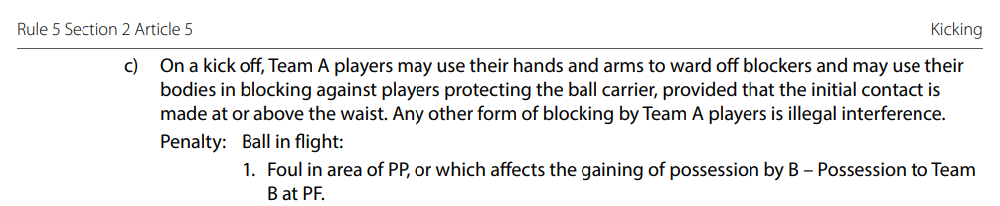 Rule 5 Section 2 Article 5 Kicking
c) On a kick off, Team A players may use their hands and arms to ward off blockers and may use their
bodies in blocking against players protecting the ball carrier, provided that the initial contact is
made at or above the waist. Any other form of blocking by Team A players is illegal interference.
Penalty: Ball in flight:
1. Foul in area of PP, or which affects the gaining of possession by B – Possession to Team
B at PF.